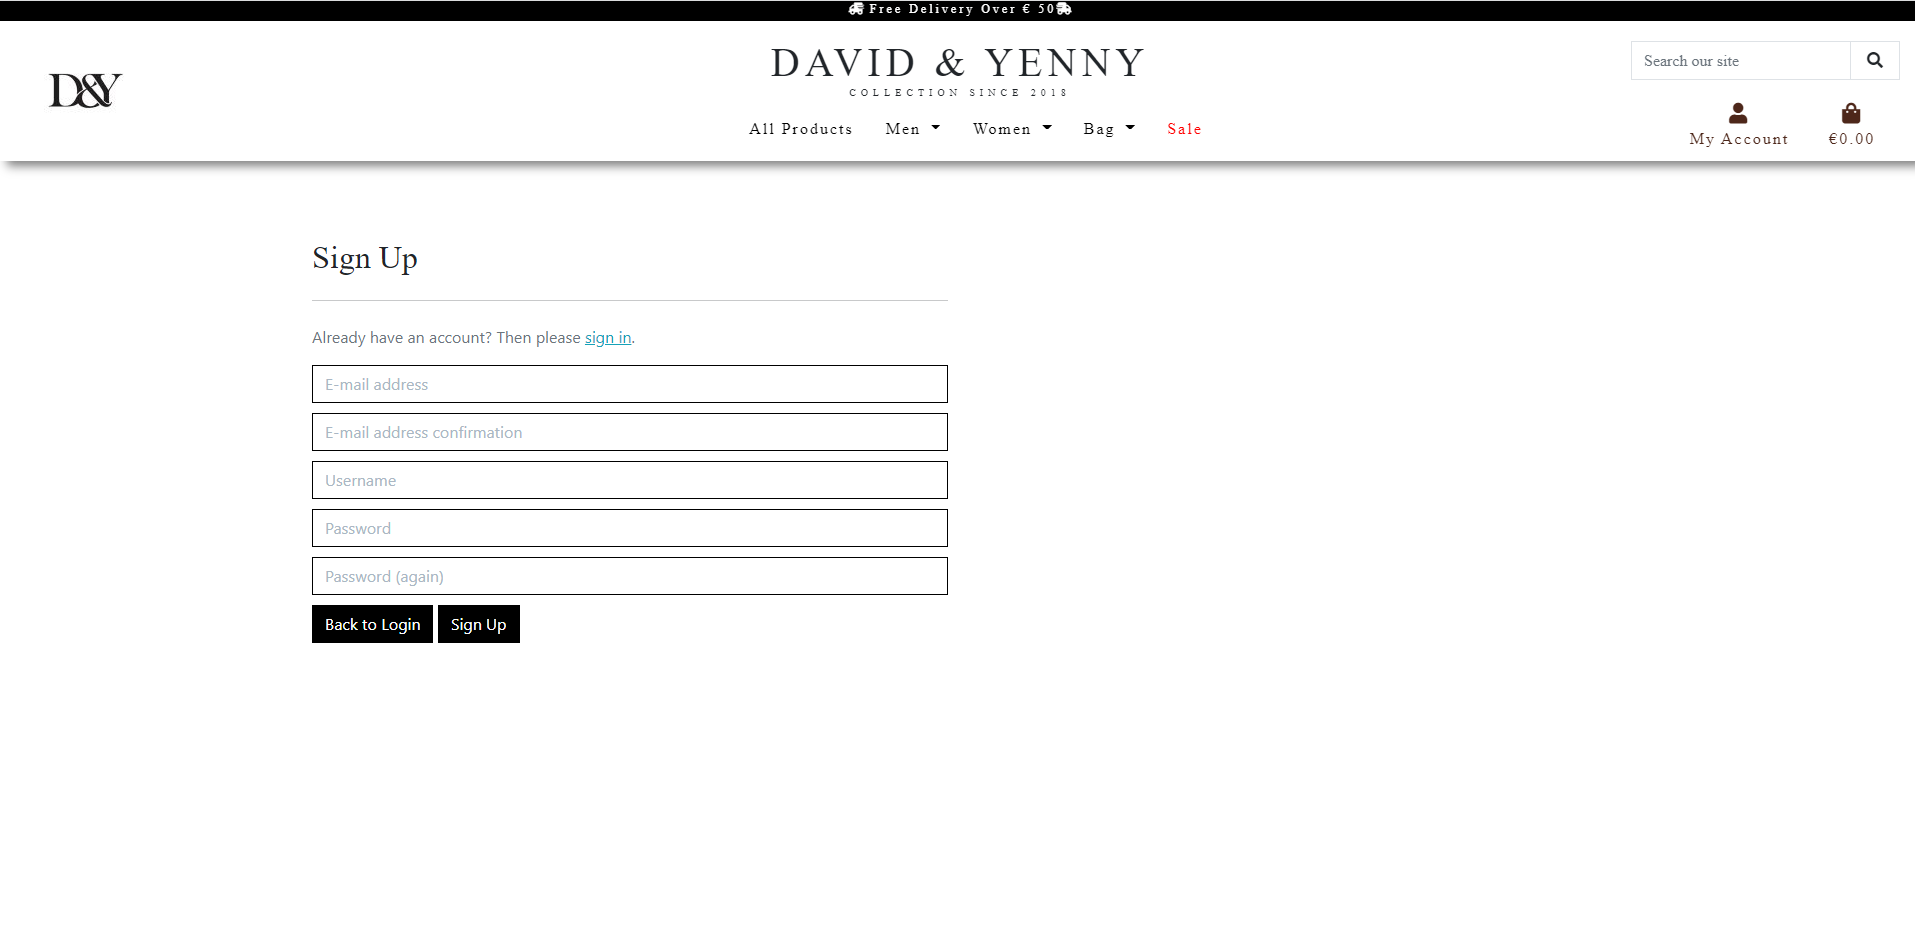 Free Delivery Over € 50
D&Y
DAVID & YENNY
COLLECTION SINCE 2018
Search our site
All Products Men Women Bag Sale
My Account €0.00
Sign Up
Already have an account? Then please sign in.
E-mail address
E-mail address confirmation
Username
Password
Password (again)
Back to Login Sign Up